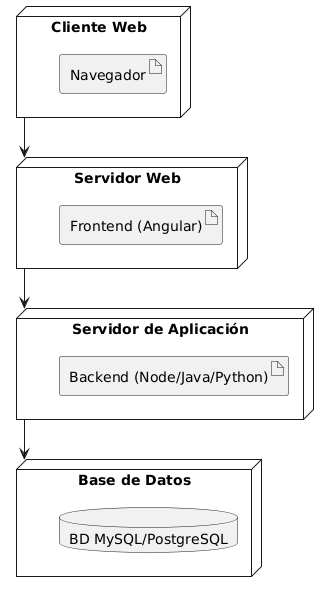 Cliente Web
Navegador
Servidor Web
Frontend (Angular)
Servidor de Aplicación
Backend (Node/Java/Python)
Base de Datos
BD MySQL/PostgreSQL